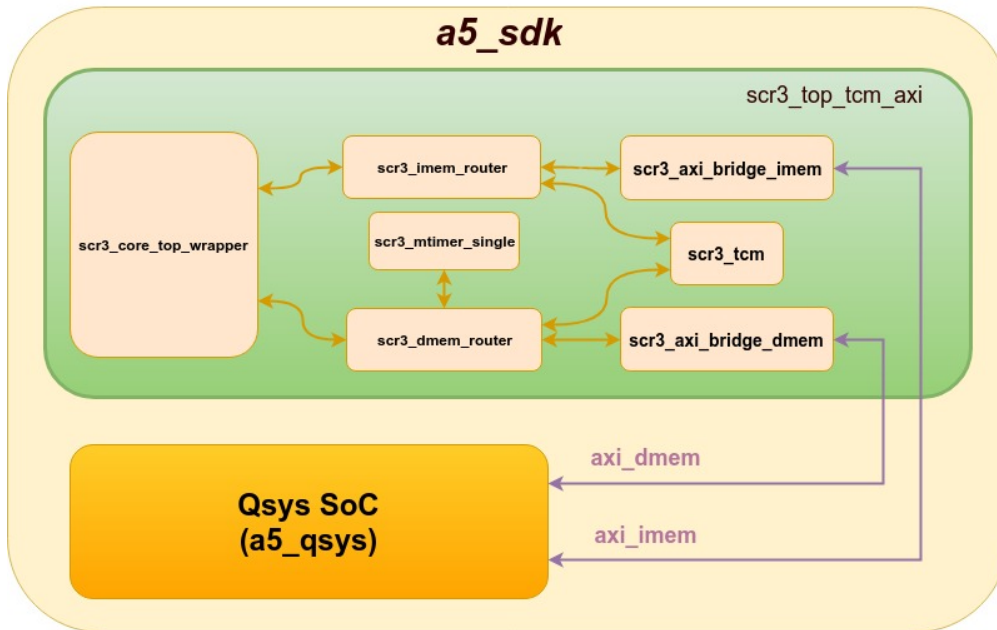 a5_sdk
scr3_top_tcm_axi
scr3_core_top_wrapper
scr3_imem_router
scr3_axi_bridge_imem
scr3_mtimer_single
scr3_tcm
scr3_dmem_router
scr3_axi_bridge_dmem
Qsys SoC
(a5_qsys)
axi_dmem
axi_imem